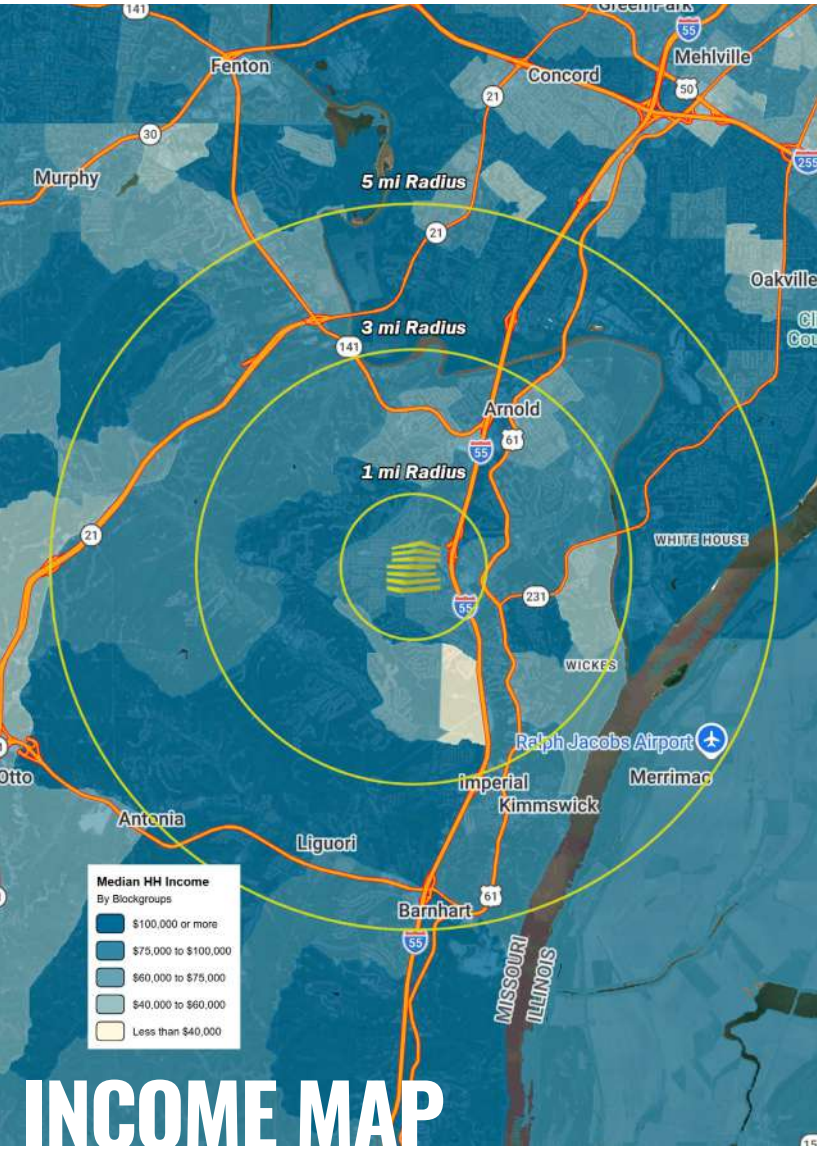 141
Green Park
55
Mehlville
Fenton
Concord
50
21
30
255
Murphy
5 mi Radius
21
Oakville
3 mi Radius
141
Arnold
61
55
1 mi Radius
21
WHITE HOUSE
231
55
WICKES
Ralph Jacobs Airport
Otto
imperial
Merrimac
Kimmswick
Antonia
Liguori
Median HH Income
By Blockgroups
$100,000 or more
$75,000 to $100,000
$60,000 to $75,000
$40,000 to $60,000
Less than $40,000
61
Barnhart
55
MISSOURI
ILLINOIS
INCOME MAP